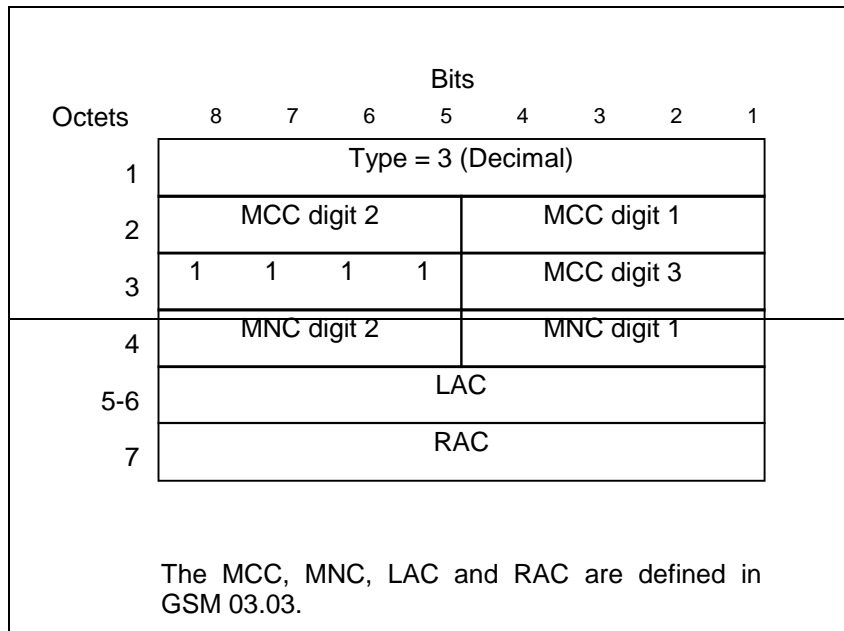 Bits
Octets 8 7 6 5 4 3 2 1
1 Type = 3 (Decimal)
2 MCC digit 2 MCC digit 1
3 1 1 1 1 MCC digit 3
4 MNC digit 2 MNC digit 1
5-6 LAC
7 RAC
The MCC, MNC, LAC and RAC are defined in
GSM 03.03.